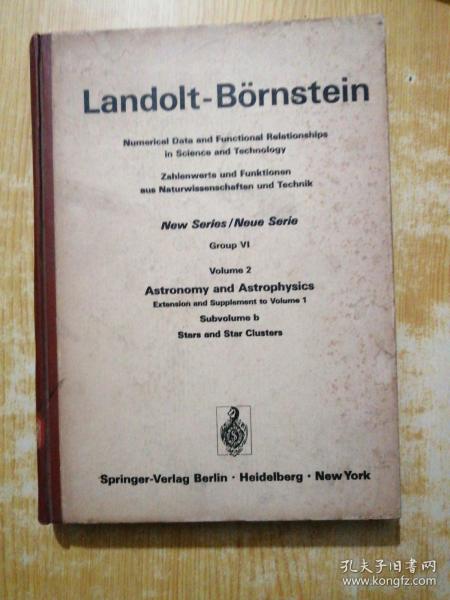 Landolt-Börnstein
Numerical Data and Functional Relationships
in Science and Technology
Zahlenwerte und Funktionen
aus Naturwissenschaften und Technik
New Series/Neue Serie
Group VI
Volume 2
Astronomy and Astrophysics
Extension and Supplement to Volume 1
Subvolume b
Stars and Star Clusters
Springer-Verlag Berlin · Heidelberg · New York
孔夫子旧书网
www.kongfz.com